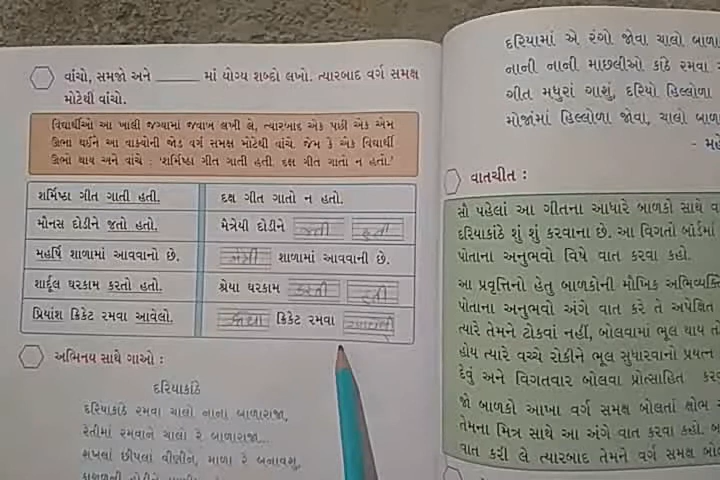 વાંચો, સમજો અને ______ માં યોગ્ય શબ્દો લખો. ત્યારબાદ વર્ગ સમક્ષ
મોટેથી વાંચો.
વિદ્યાર્થીઓ આ ખાલી જગ્યામાં જવાબ લખી લે, ત્યારબાદ એક પછી એક એમ
ઊભા થઈને આ વાક્યોની જોડ વર્ગ સમક્ષ મોટેથી વાંચે. જેમ કે એક વિદ્યાર્થી
ઊભો થાય અને વાંચે : 'શર્મિષ્ઠા ગીત ગાતી હતી. દક્ષ ગીત ગાતો ન હતો.'
શર્મિષ્ઠા ગીત ગાતી હતી. દક્ષ ગીત ગાતો ન હતો.
મૌનસ દોડીને જતો હતો. મૈત્રેયી દોડીને જતી હતી
મહર્ષિ શાળામાં આવવાનો છે. શાળામાં આવવાની છે.
શાર્દૂલ ઘરકામ કરતો હતો. શ્રેયા ઘરકામ કરતી હતી
પ્રિયાંશ ક્રિકેટ રમવા આવેલો. ક્રિકેટ રમવા આવેલી
અભિનય સાથે ગાઓ :
દરિયાકાંઠે
દરિયાકાંઠે રમવા ચાલો નાના બાળારાજા,
રેતીમાં રમવાને ચાલો રે બાળારાજા...
શંખલાં છીપલાં વીણીને, માળા રે બનાવશું,
દરિયામાં એ રંગો જોવા ચાલો બાળા
નાની નાની માછલીઓ કાંઠે રમવા
ગીત મધુરાં ગાશું, દરિયો હિલ્લોળા
મોજાંમાં હિલ્લોળા જોવા, ચાલો બાળ
વાતચીત :
સૌ પહેલાં આ ગીતના આધારે બાળકો સાથે વ
દરિયાકાંઠે શું શું કરવાના છે. આ વિગતો બોર્ડમાં
પોતાના અનુભવો વિષે વાત કરવા કહો.
આ પ્રવૃત્તિનો હેતુ બાળકોની મૌખિક અભિવ્યક્તિ
પોતાના અનુભવો અંગે વાત કરે તે અપેક્ષિત
ત્યારે તેમને ટોકવાં નહીં, બોલવામાં ભૂલ થાય તો
હોય ત્યારે વચ્ચે રોકીને ભૂલ સુધારવાનો પ્રયત્ન
દેવું અને વિગતવાર બોલવા પ્રોત્સાહિત કર
જો બાળકો આખા વર્ગ સમક્ષ બોલતાં ક્ષોભ
તેમના મિત્ર સાથે આ અંગે વાત કરવા કહો. બ
વાત કરી લે ત્યારબાદ તેમને વર્ગ સમક્ષ બો